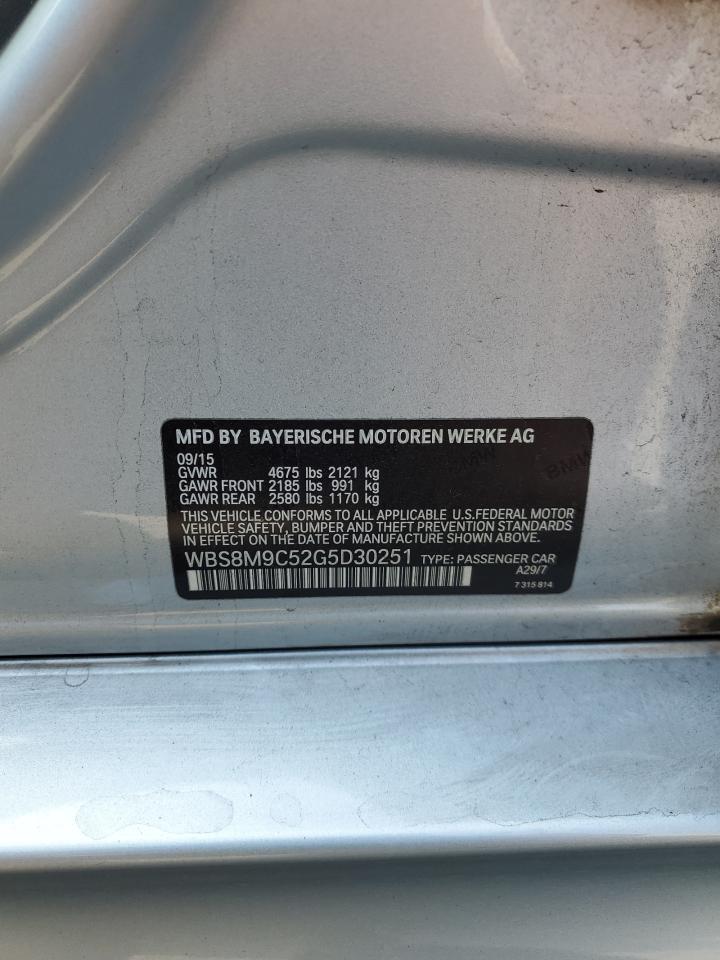 MFD BY BAYERISCHE MOTOREN WERKE AG
09/15
GVWR 4675 lbs 2121 kg
GAWR FRONT 2185 lbs 991 kg
GAWR REAR 2580 lbs 1170 kg
THIS VEHICLE CONFORMS TO ALL APPLICABLE U.S.FEDERAL MOTOR
VEHICLE SAFETY, BUMPER AND THEFT PREVENTION STANDARDS
IN EFFECT ON THE DATE OF MANUFACTURE SHOWN ABOVE.
WBS8M9C52G5D30251 TYPE: PASSENGER CAR
A29/7
7 315 814
BMW